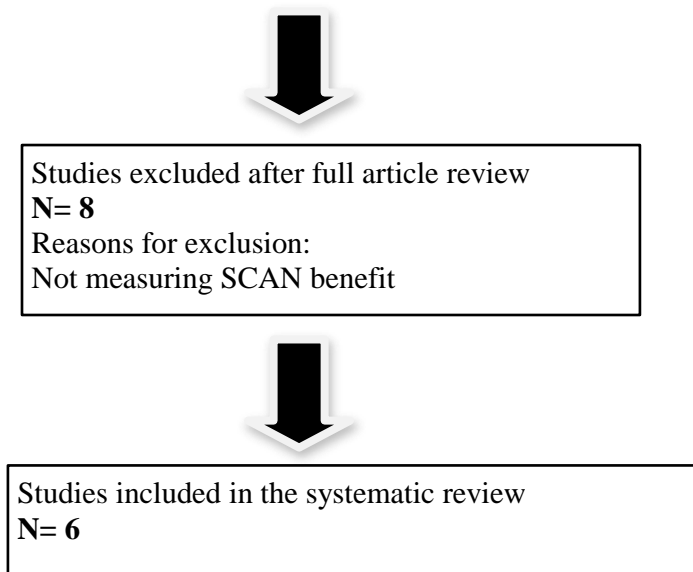 Studies excluded after full article review
N= 8
Reasons for exclusion:
Not measuring SCAN benefit
Studies included in the systematic review
N= 6